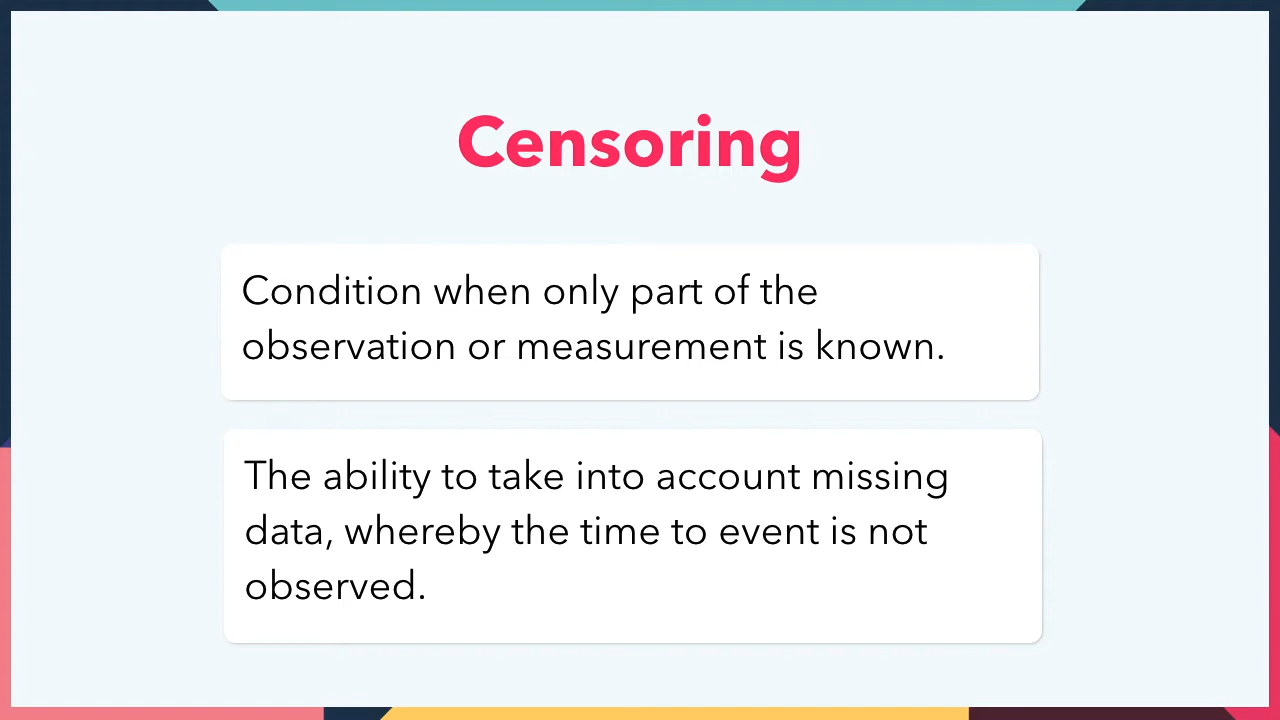 Censoring
Condition when only part of the
observation or measurement is known.
The ability to take into account missing
data, whereby the time to event is not
observed.